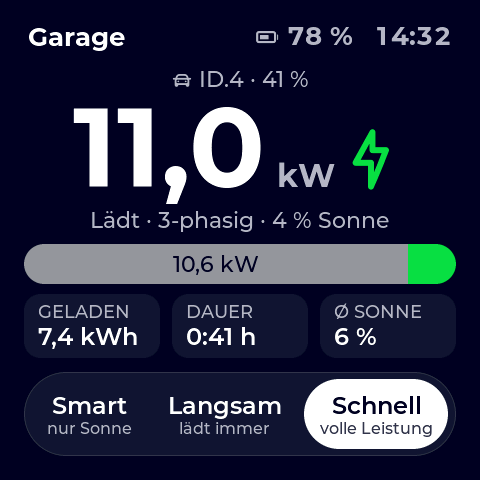 Garage 78 % 14:32
ID.4 · 41 %
11,0 kW
Lädt · 3-phasig · 4 % Sonne
10,6 kW
GELADEN DAUER Ø SONNE
7,4 kWh 0:41 h 6 %
Smart Langsam Schnell
nur Sonne lädt immer volle Leistung